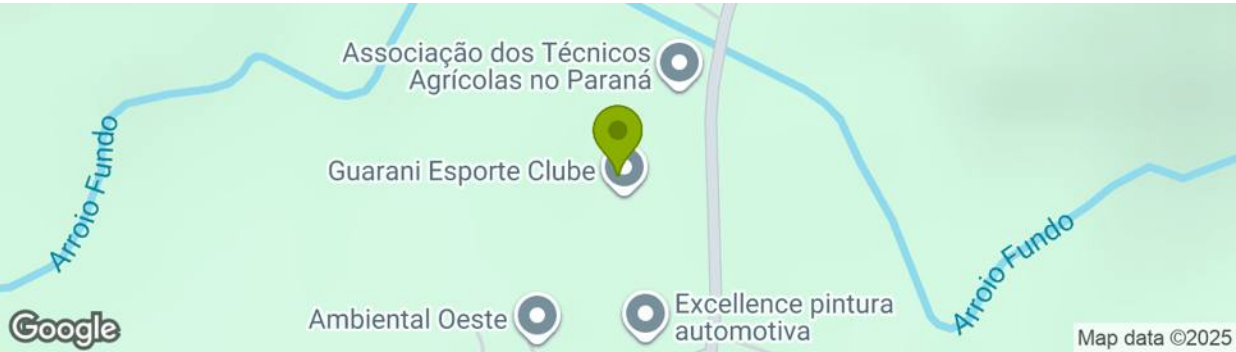 Associação dos Técnicos
Agrícolas no Paraná
Arroio Fundo
Guarani Esporte Clube
Arroio Fundo
Ambiental Oeste
Excellence pintura
automotiva
Google
Map data ©2025